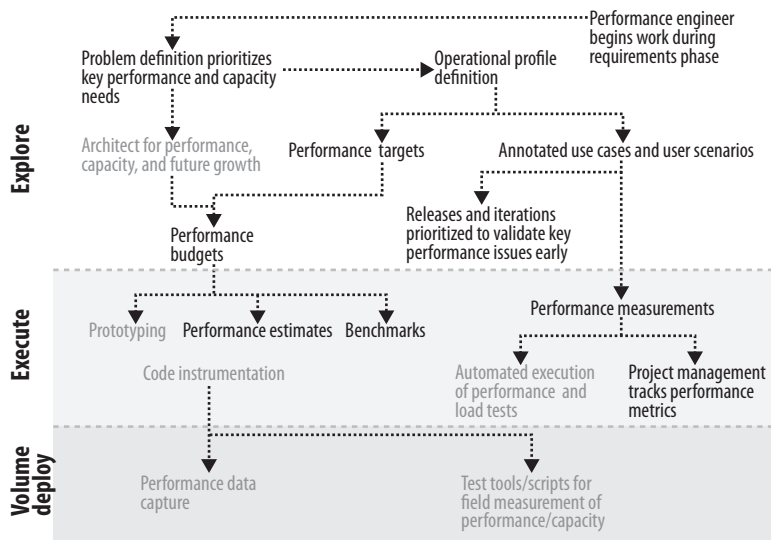 Performance engineer
begins work during
requirements phase
Problem definition prioritizes
key performance and capacity
needs
Operational profile
definition
Explore
Architect for performance,
capacity, and future growth
Performance targets
Annotated use cases and user scenarios
Releases and iterations
prioritized to validate key
performance issues early
Performance
budgets
Execute
Prototyping
Performance estimates
Benchmarks
Performance measurements
Code instrumentation
Automated execution
of performance and
load tests
Project management
tracks performance
metrics
Volume
deploy
Performance data
capture
Test tools/scripts for
field measurement of
performance/capacity